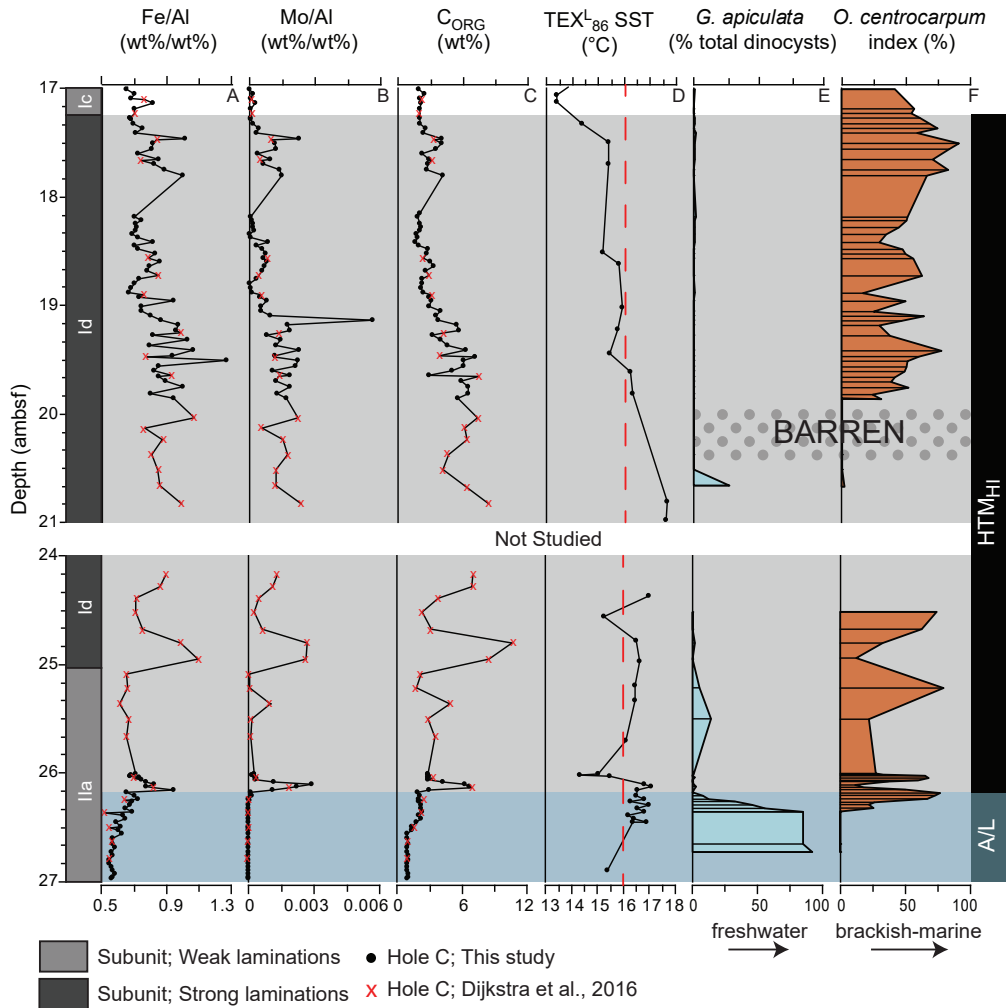 Fe/Al Mo/Al CORG TEXL86 SST G. apiculata O. centrocarpum
(wt%/wt%) (wt%/wt%) (wt%) (°C) (% total dinocysts) index (%)
17 A B C D E F
Ic
18
19
Id
20
BARREN
21
Depth (ambsf)
HTMHI
Not Studied
24
Id
25
26
IIa
A/L
27
0.5 0.9 1.3 0 0.003 0.006 0 6 12 13 14 15 16 17 18 0 50 100 0 50 100
freshwater brackish-marine
Subunit; Weak laminations Hole C; This study
Subunit; Strong laminations x Hole C; Dijkstra et al., 2016